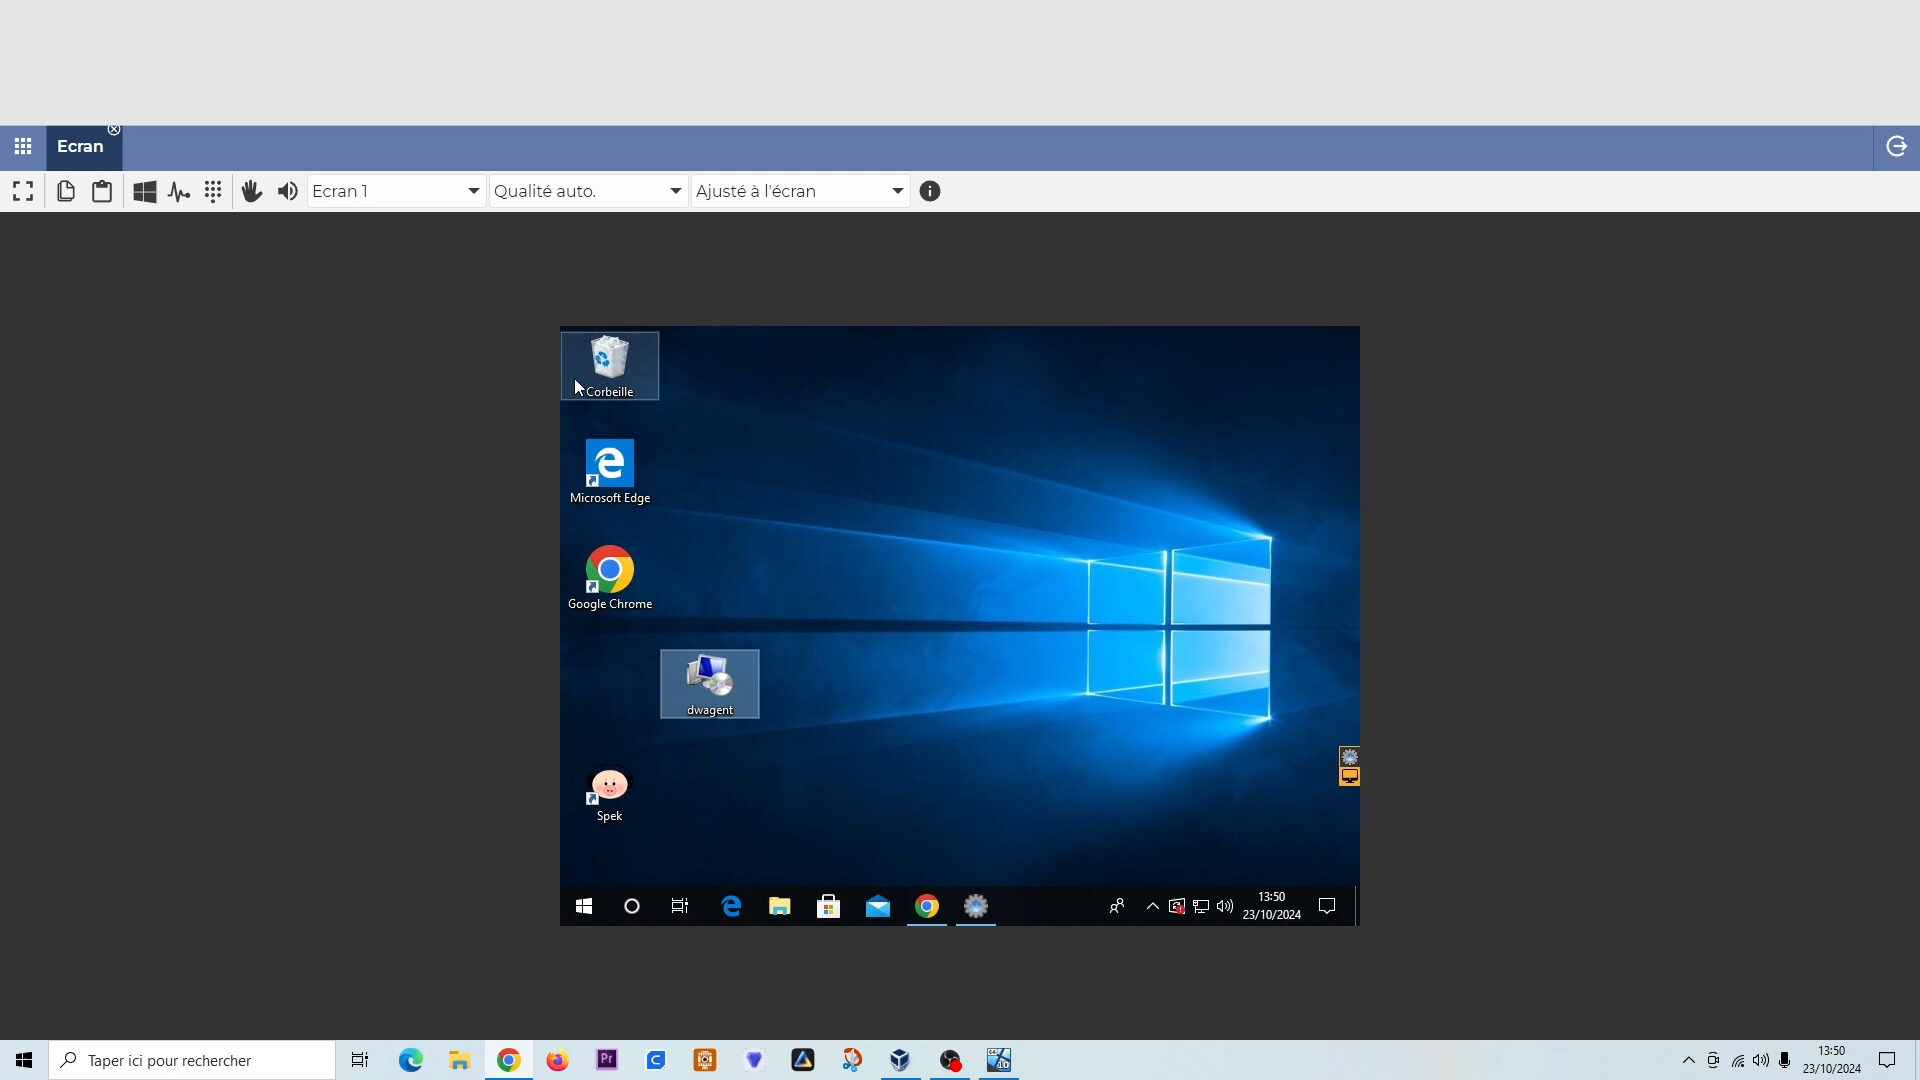 Ecran
Ecran 1
Qualité auto.
Ajusté à l'écran
Corbeille
Microsoft Edge
Google Chrome
dwagent
Spek
13:50
23/10/2024
Taper ici pour rechercher
Pr
13:50
23/10/2024